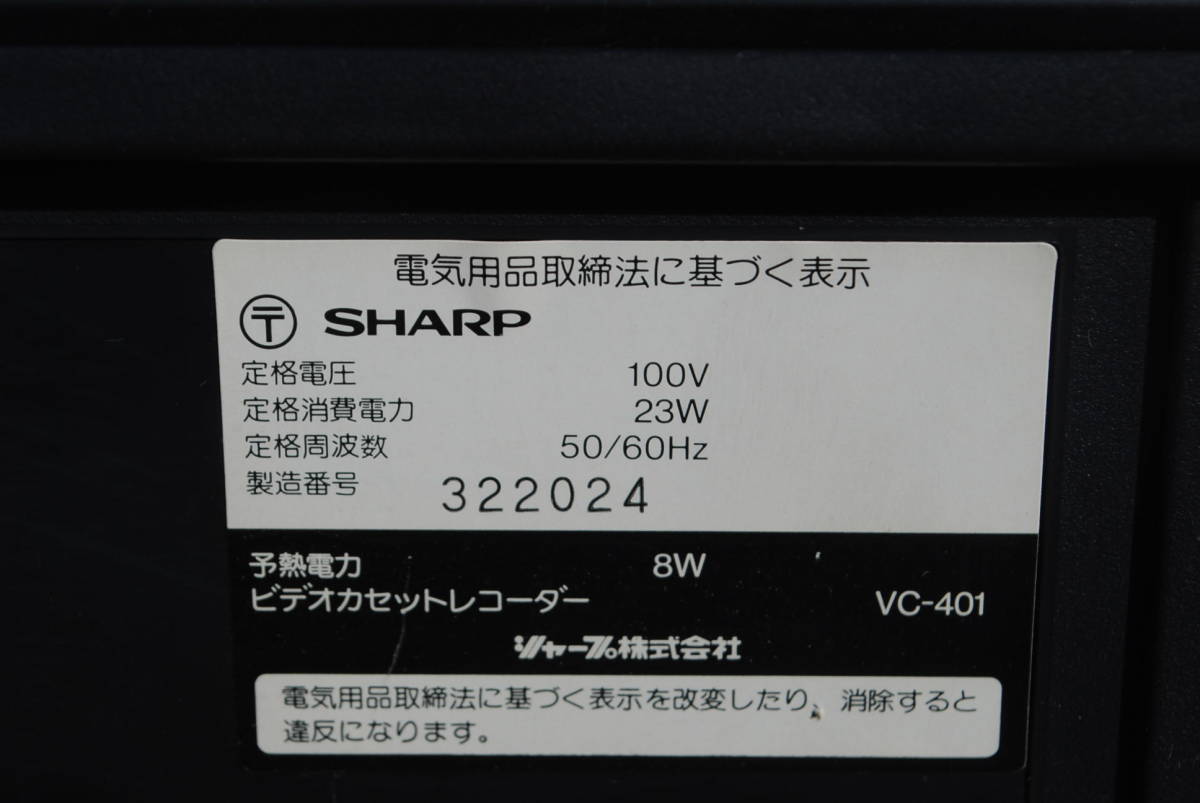 電気用品取締法に基づく表示
〒 SHARP
定格電圧 100V
定格消費電力 23W
定格周波数 50/60Hz
製造番号 322024
予熱電力 8W
ビデオカセットレコーダー VC-401
シャープ株式会社
電気用品取締法に基づく表示を改変したり、消除すると
違反になります。